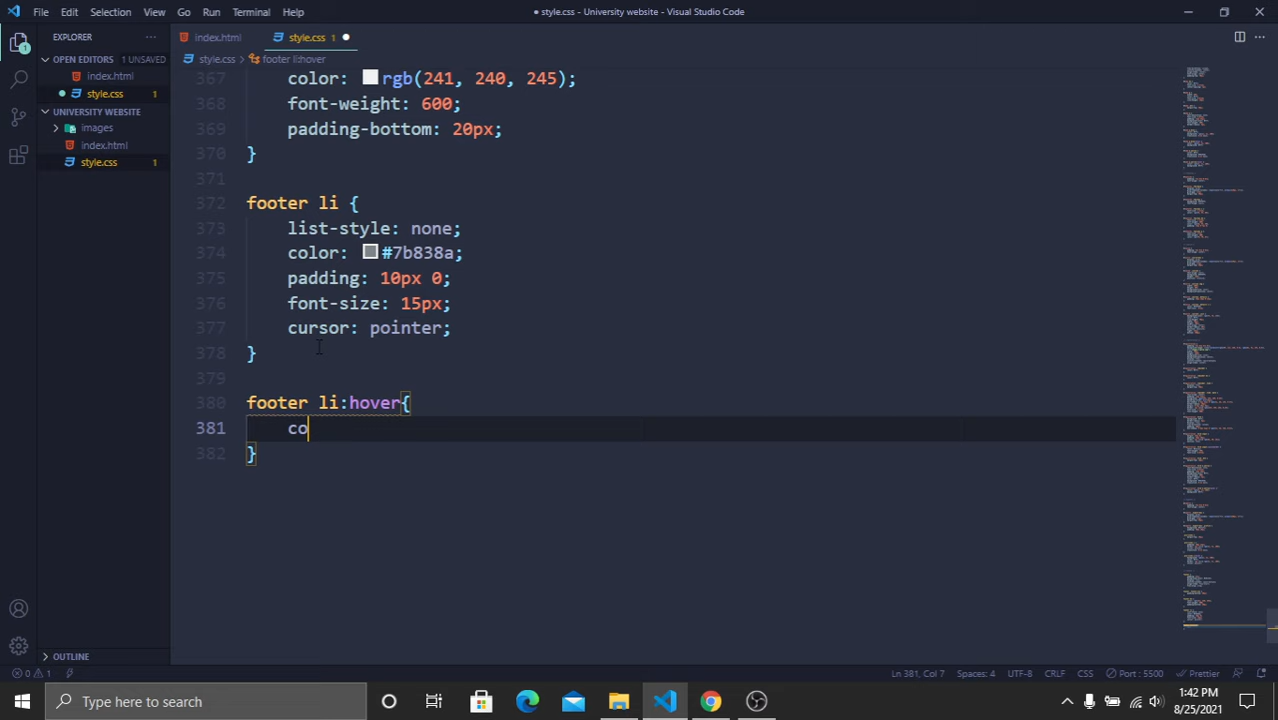 File Edit Selection View Go Run Terminal Help
● style.css - University website - Visual Studio Code
EXPLORER ...
OPEN EDITORS 1 UNSAVED
index.html
style.css 1
UNIVERSITY WEBSITE
images
index.html
style.css 1
OUTLINE
index.html style.css 1
style.css > footer li:hover
367 color: rgb(241, 240, 245);
368 font-weight: 600;
369 padding-bottom: 20px;
370 }
371
372 footer li {
373 list-style: none;
374 color: #7b838a;
375 padding: 10px 0;
376 font-size: 15px;
377 cursor: pointer;
378 }
379
380 footer li:hover{
381 co
382 }
0 1
Ln 381, Col 7 Spaces: 4 UTF-8 CRLF CSS Port : 5500 Prettier
Type here to search
1:42 PM
8/25/2021